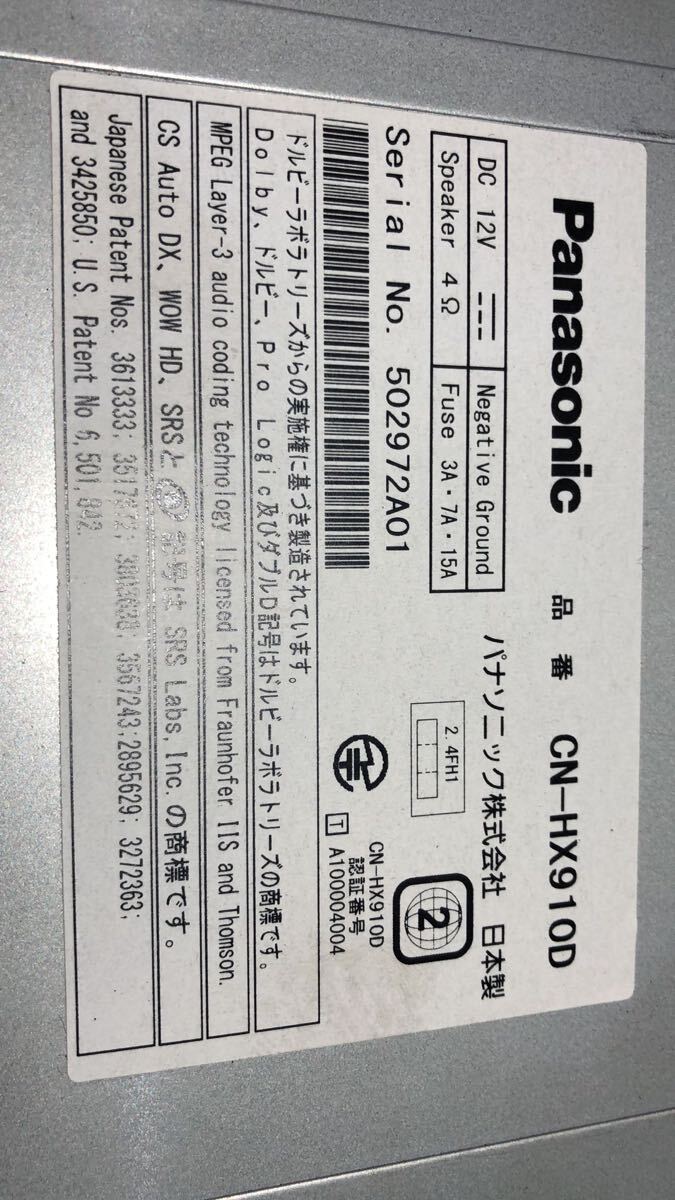 Panasonic 品番 CN-HX910D
DC 12V Negative Ground
Speaker 4Ω Fuse 3A・7A・15A
パナソニック株式会社 日本製
Serial No. 502972A01
2.4FH1
2
CN-HX910D
認証番号
T A100004004
ドルビーラボラトリーズからの実施権に基づき製造されています。
Dolby、ドルビー、Pro Logic及びダブルD記号はドルビーラボラトリーズの商標です。
MPEG Layer-3 audio coding technology licensed from Fraunhofer IIS and Thomson.
CS Auto DX、WOW HD、SRSと 記号は SRS Labs,Inc.の商標です。
Japanese Patent Nos. 3613333; 3567243;2895629; 3272363;
and 3425850; U.S. Patent No 6,501,842.